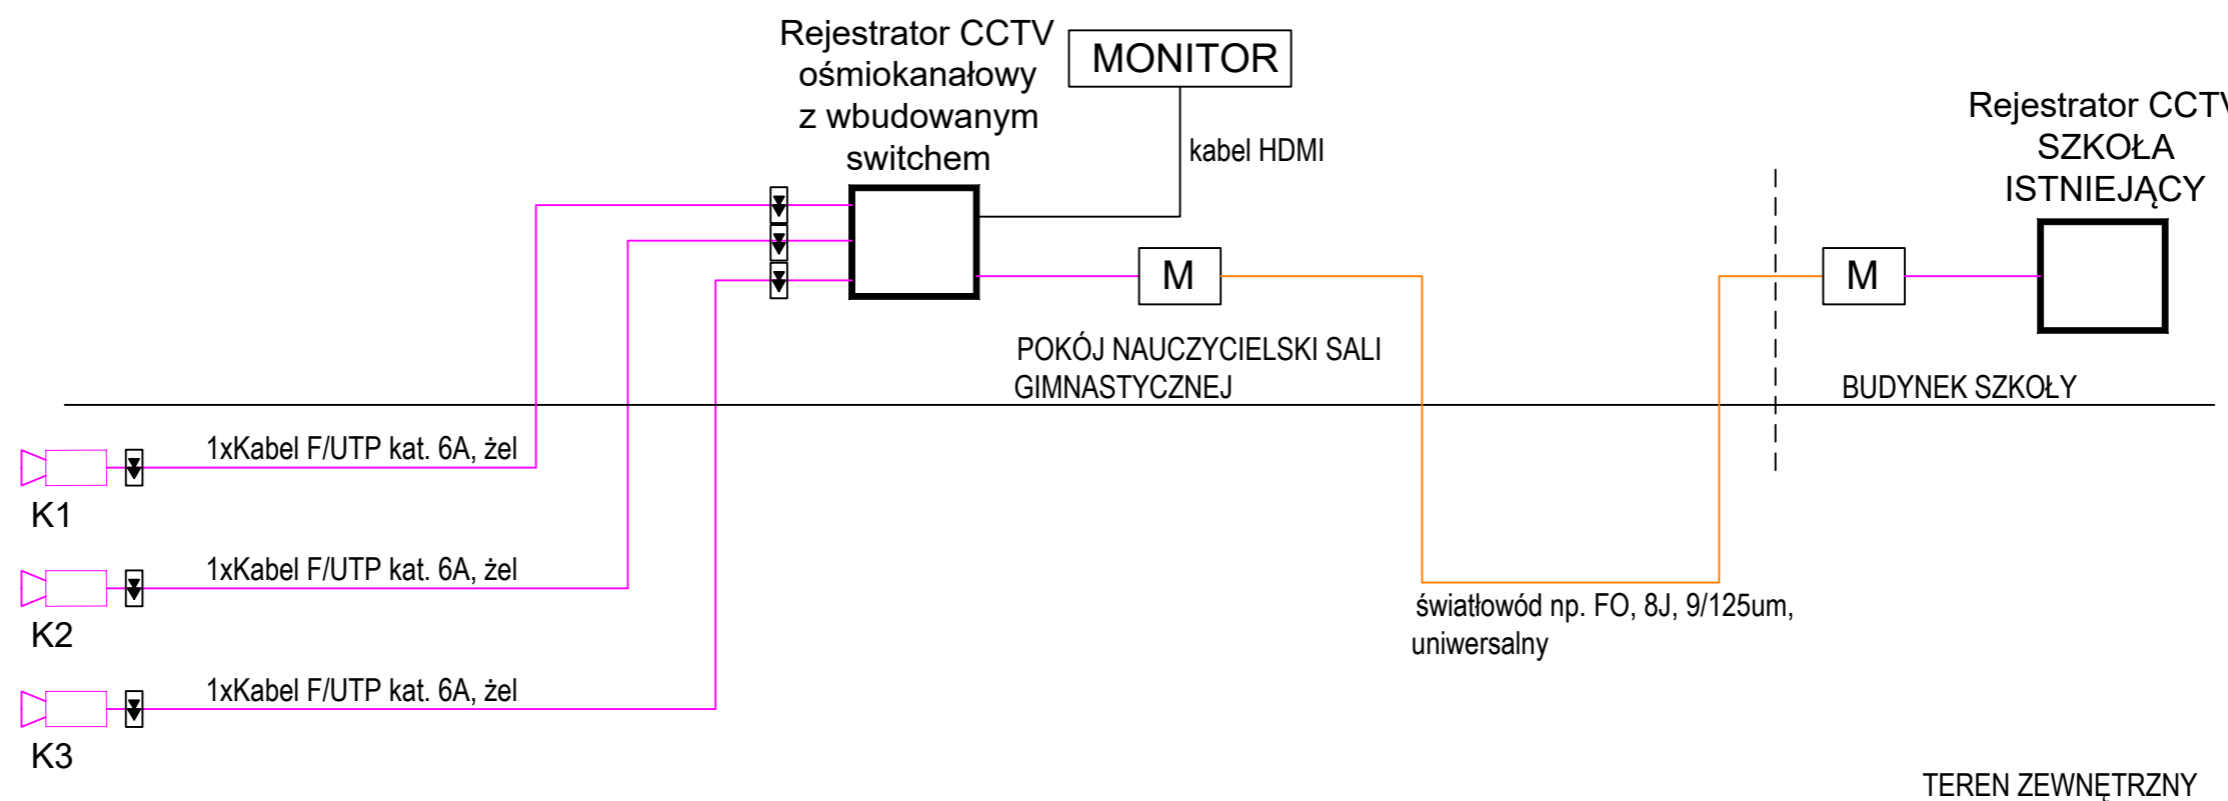 Rejestrator CCTV
ośmiokanałowy
z wbudowanym
switchem
MONITOR
kabel HDMI
Rejestrator CCTV
SZKOŁA
ISTNIEJĄCY
M
M
POKÓJ NAUCZYCIELSKI SALI
GIMNASTYCZNEJ
BUDYNEK SZKOŁY
1xKabel F/UTP kat. 6A, żel
K1
1xKabel F/UTP kat. 6A, żel
K2
1xKabel F/UTP kat. 6A, żel
K3
światłowód np. FO, 8J, 9/125um,
uniwersalny
TEREN ZEWNĘTRZNY